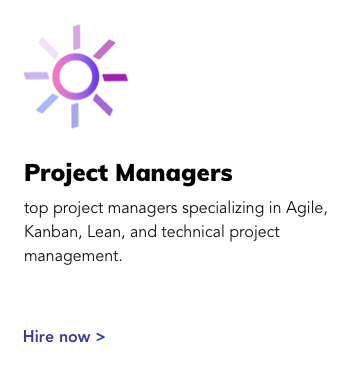 Project Managers
top project managers specializing in Agile,
Kanban, Lean, and technical project
management.
Hire now >